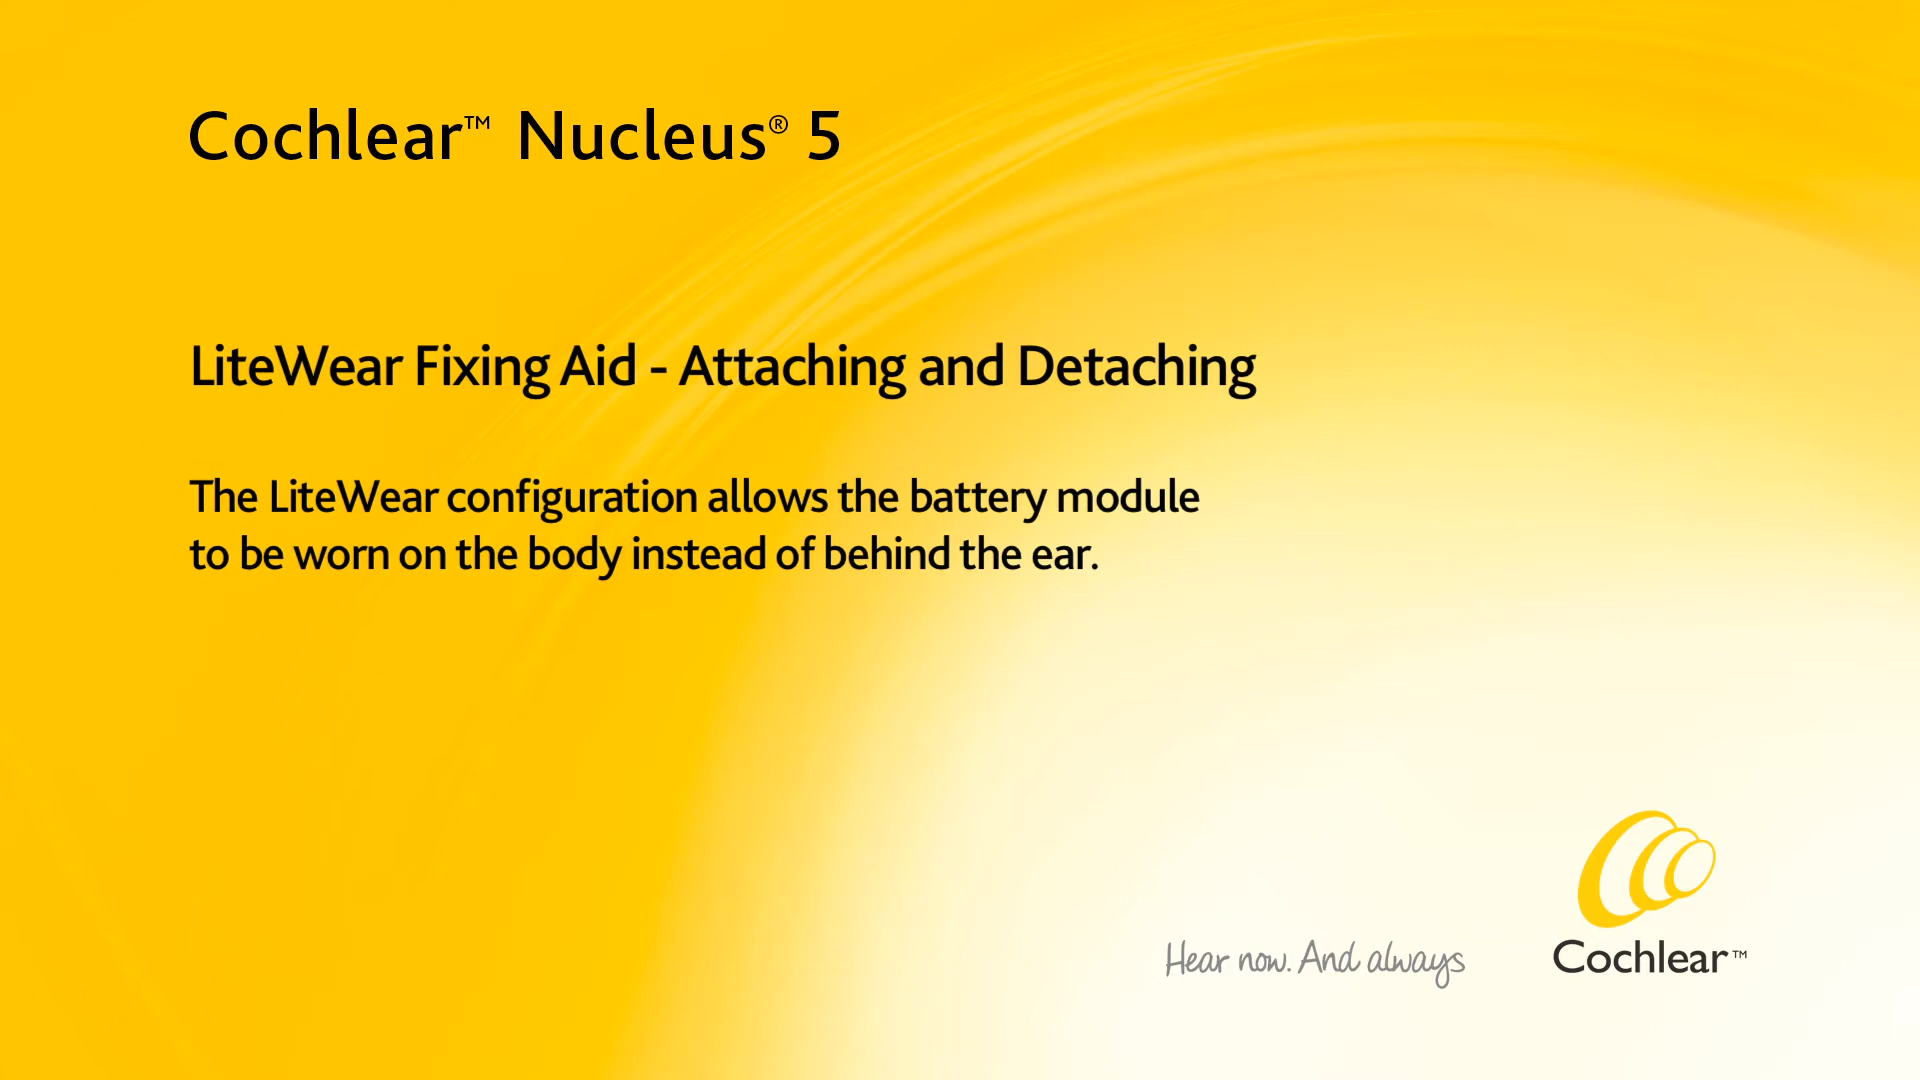 Cochlear™ Nucleus® 5
LiteWear Fixing Aid - Attaching and Detaching
The LiteWear configuration allows the battery module
to be worn on the body instead of behind the ear.
Hear now. And always
Cochlear™